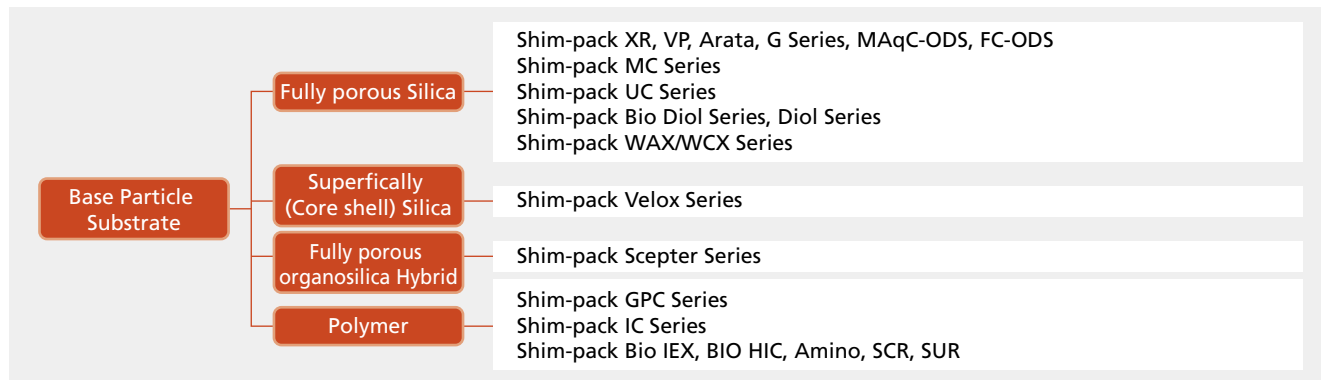 Base Particle
Substrate
Fully porous Silica
Shim-pack XR, VP, Arata, G Series, MAqC-ODS, FC-ODS
Shim-pack MC Series
Shim-pack UC Series
Shim-pack Bio Diol Series, Diol Series
Shim-pack WAX/WCX Series
Superfically
(Core shell) Silica
Shim-pack Velox Series
Fully porous
organosilica Hybrid
Shim-pack Scepter Series
Polymer
Shim-pack GPC Series
Shim-pack IC Series
Shim-pack Bio IEX, BIO HIC, Amino, SCR, SUR